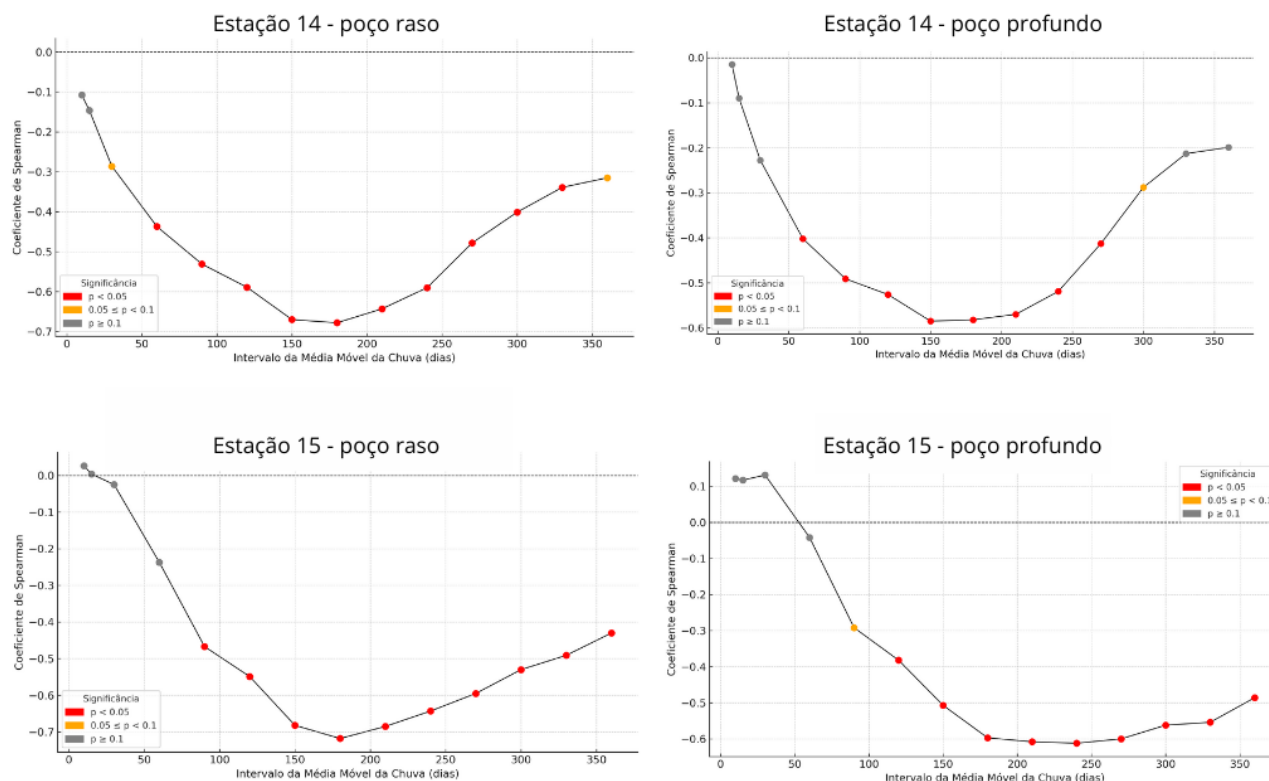 Estação 14 - poço raso
0.0
−0.1
−0.2
−0.3
−0.4
−0.5
−0.6
−0.7
Coeficiente de Spearman
Significância
p < 0.05
0.05 ≤ p < 0.1
p ≥ 0.1
0 50 100 150 200 250 300 350
Intervalo da Média Móvel da Chuva (dias)
Estação 14 - poço profundo
0.0
−0.1
−0.2
−0.3
−0.4
−0.5
−0.6
Coeficiente de Spearman
Significância
p < 0.05
0.05 ≤ p < 0.1
p ≥ 0.1
0 50 100 150 200 250 300 350
Intervalo da Média Móvel da Chuva (dias)
Estação 15 - poço raso
0.0
−0.1
−0.2
−0.3
−0.4
−0.5
−0.6
−0.7
Coeficiente de Spearman
Significância
p < 0.05
0.05 ≤ p < 0.1
p ≥ 0.1
0 50 100 150 200 250 300 350
Intervalo da Média Móvel da Chuva (dias)
Estação 15 - poço profundo
0.1
0.0
−0.1
−0.2
−0.3
−0.4
−0.5
−0.6
Coeficiente de Spearman
Significância
p < 0.05
0.05 ≤ p < 0.1
p ≥ 0.1
0 50 100 150 200 250 300 350
Intervalo da Média Móvel da Chuva (dias)